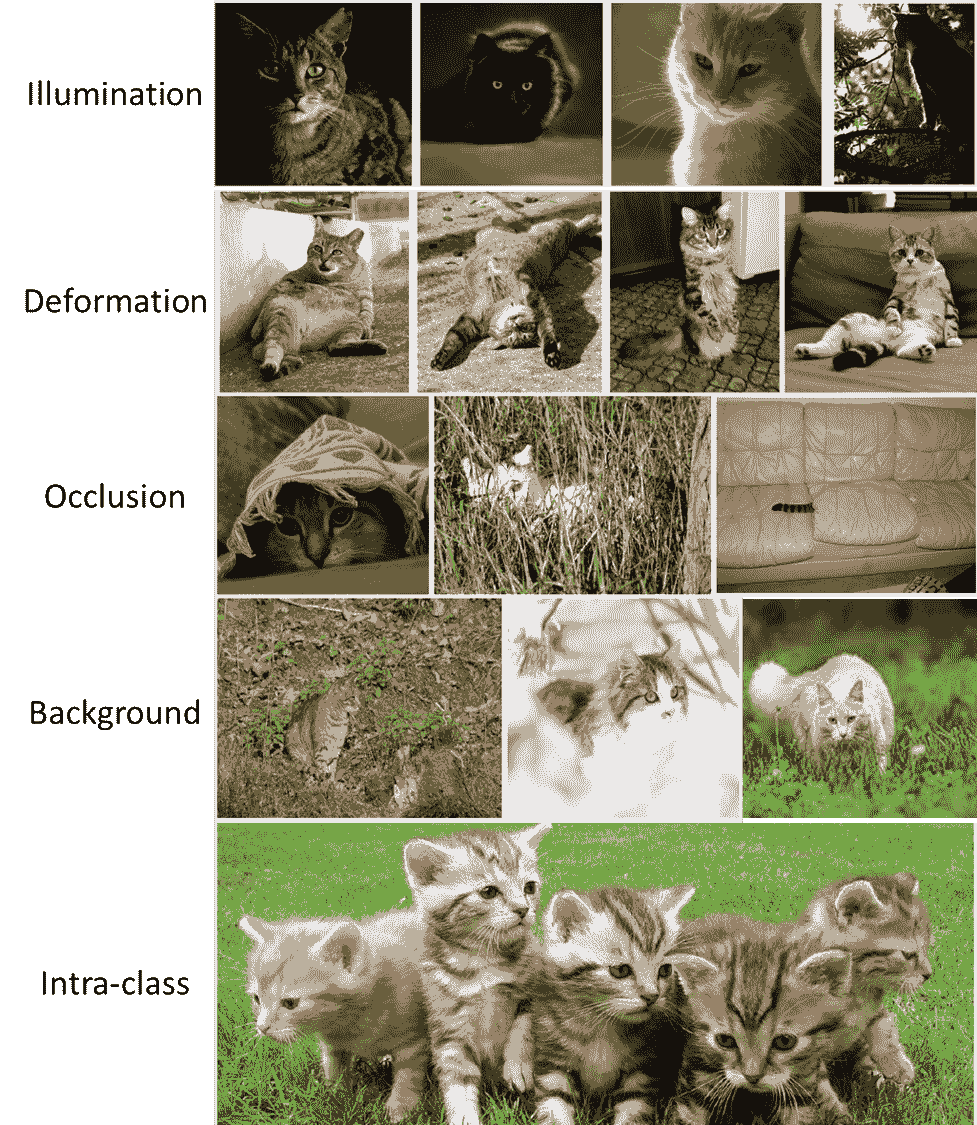 Illumination
Deformation
Occlusion
Background
Intra-class